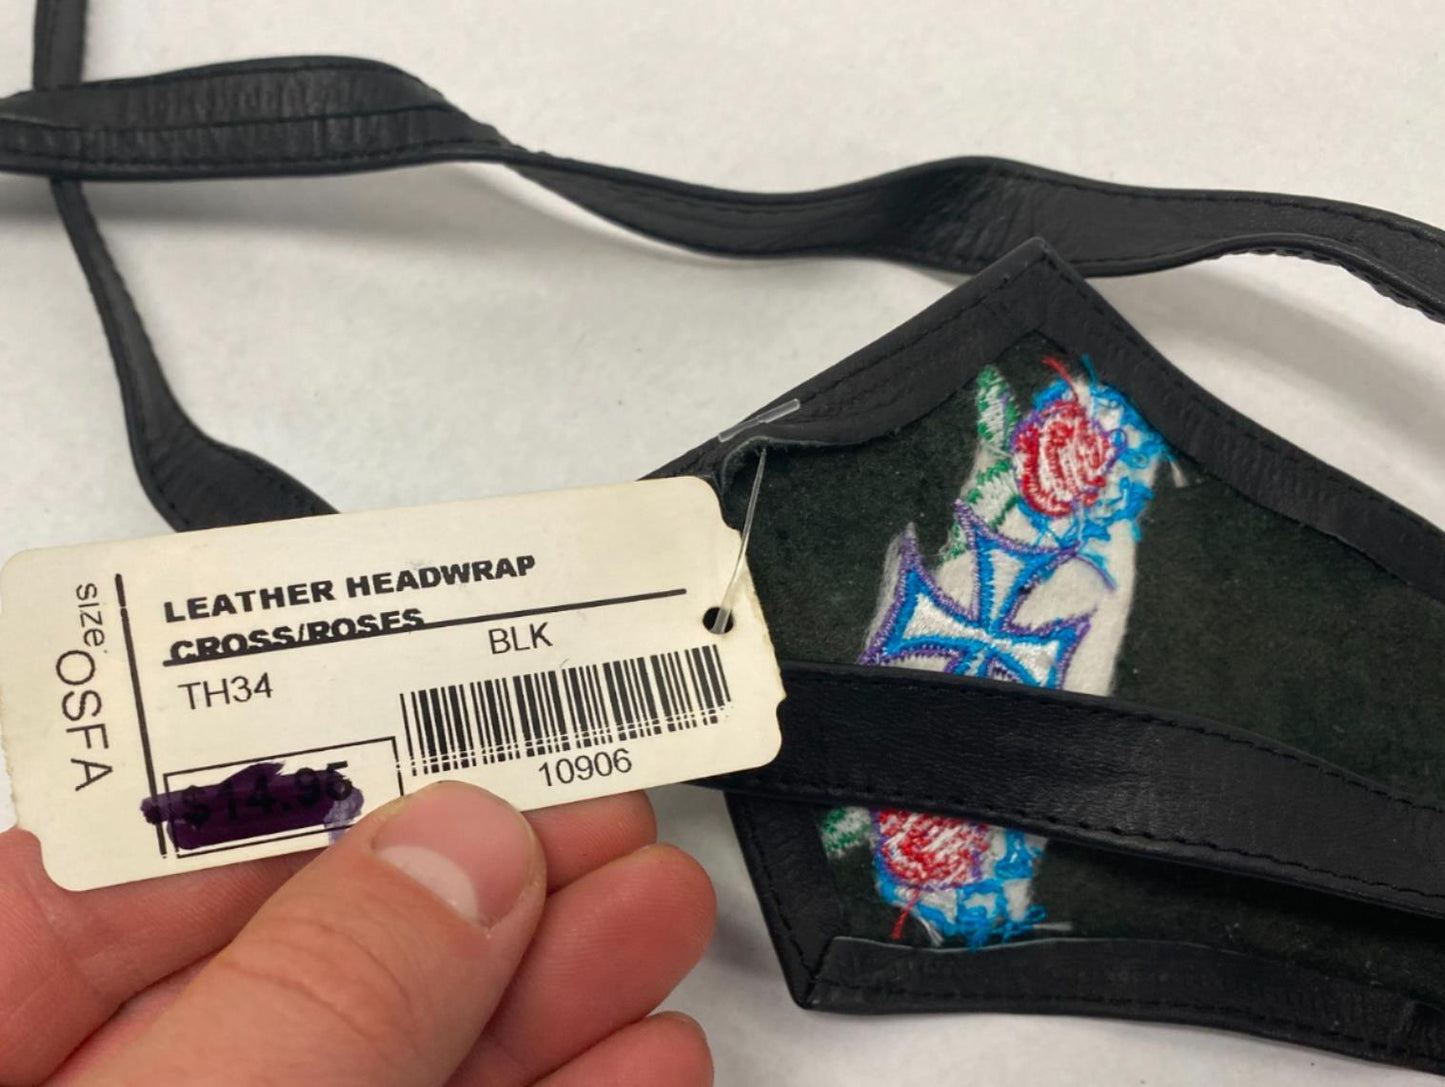 size: OSFA
LEATHER HEADWRAP
CROSS/ROSES
BLK
TH34
10906
$14.95